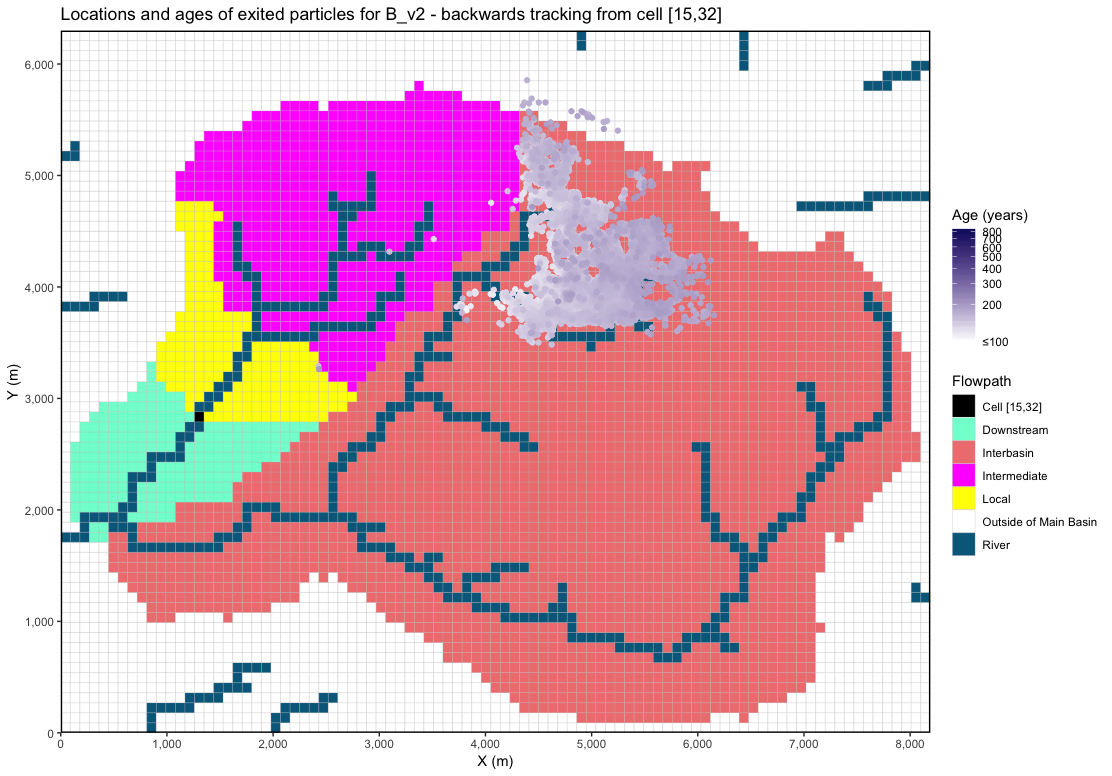 Locations and ages of exited particles for B_v2 - backwards tracking from cell [15,32]
6,000
5,000
4,000
3,000
2,000
1,000
0
Y (m)
0 1,000 2,000 3,000 4,000 5,000 6,000 7,000 8,000
X (m)
Age (years)
800
700
600
500
400
300
200
≤100
Flowpath
Cell [15,32]
Downstream
Interbasin
Intermediate
Local
Outside of Main Basin
River